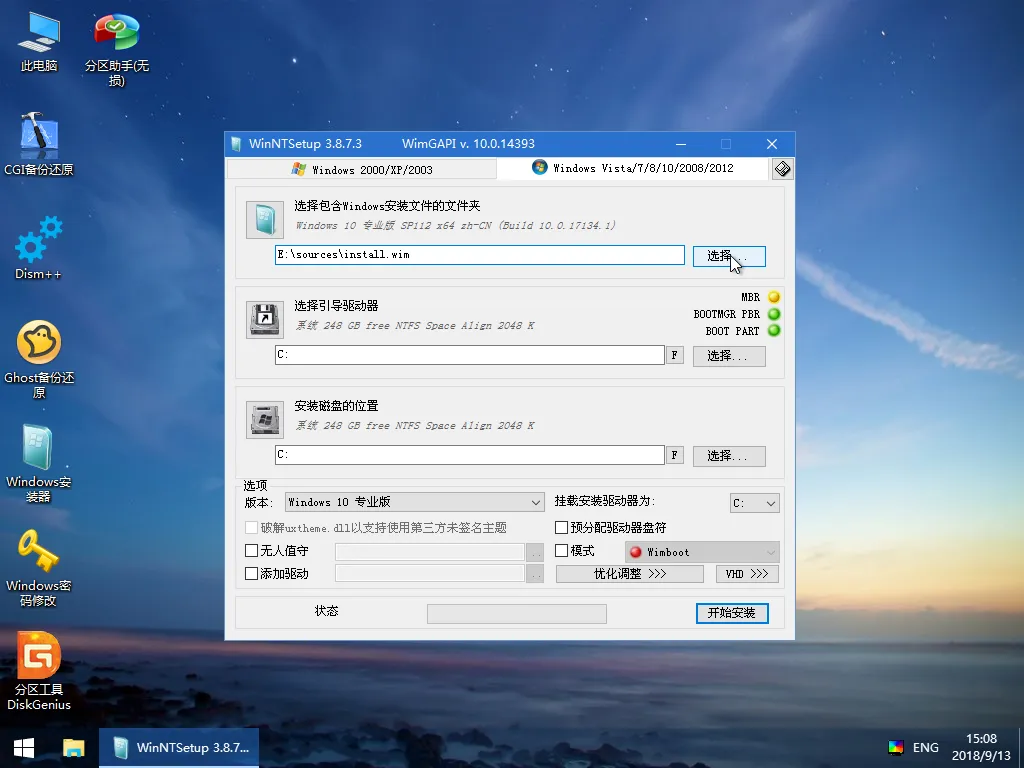 此电脑
分区助手(无
损)
CGI备份还原
Dism++
Ghost备份还
原
Windows安
装器
Windows密
码修改
分区工具
DiskGenius
WinNTSetup 3.8.7.3
WimGAPI v. 10.0.14393
Windows 2000/XP/2003
Windows Vista/7/8/10/2008/2012
选择包含Windows安装文件的文件夹
Windows 10 专业版 SP112 x64 zh-CN (Build 10.0.17134.1)
E:\sources\install.wim
选择...
选择引导驱动器
系统 248 GB free NTFS Space Align 2048 K
MBR
BOOTMGR PBR
BOOT PART
C:
F
选择...
安装磁盘的位置
系统 248 GB free NTFS Space Align 2048 K
C:
F
选择...
选项
版本:
Windows 10 专业版
挂载安装驱动器为:
C:
破解uxtheme.dll以支持使用第三方未签名主题
预分配驱动器盘符
无人值守
..
模式
Wimboot
添加驱动
..
优化调整 >>>
VHD >>>
状态
开始安装
WinNTSetup 3.8.7...
ENG
15:08
2018/9/13